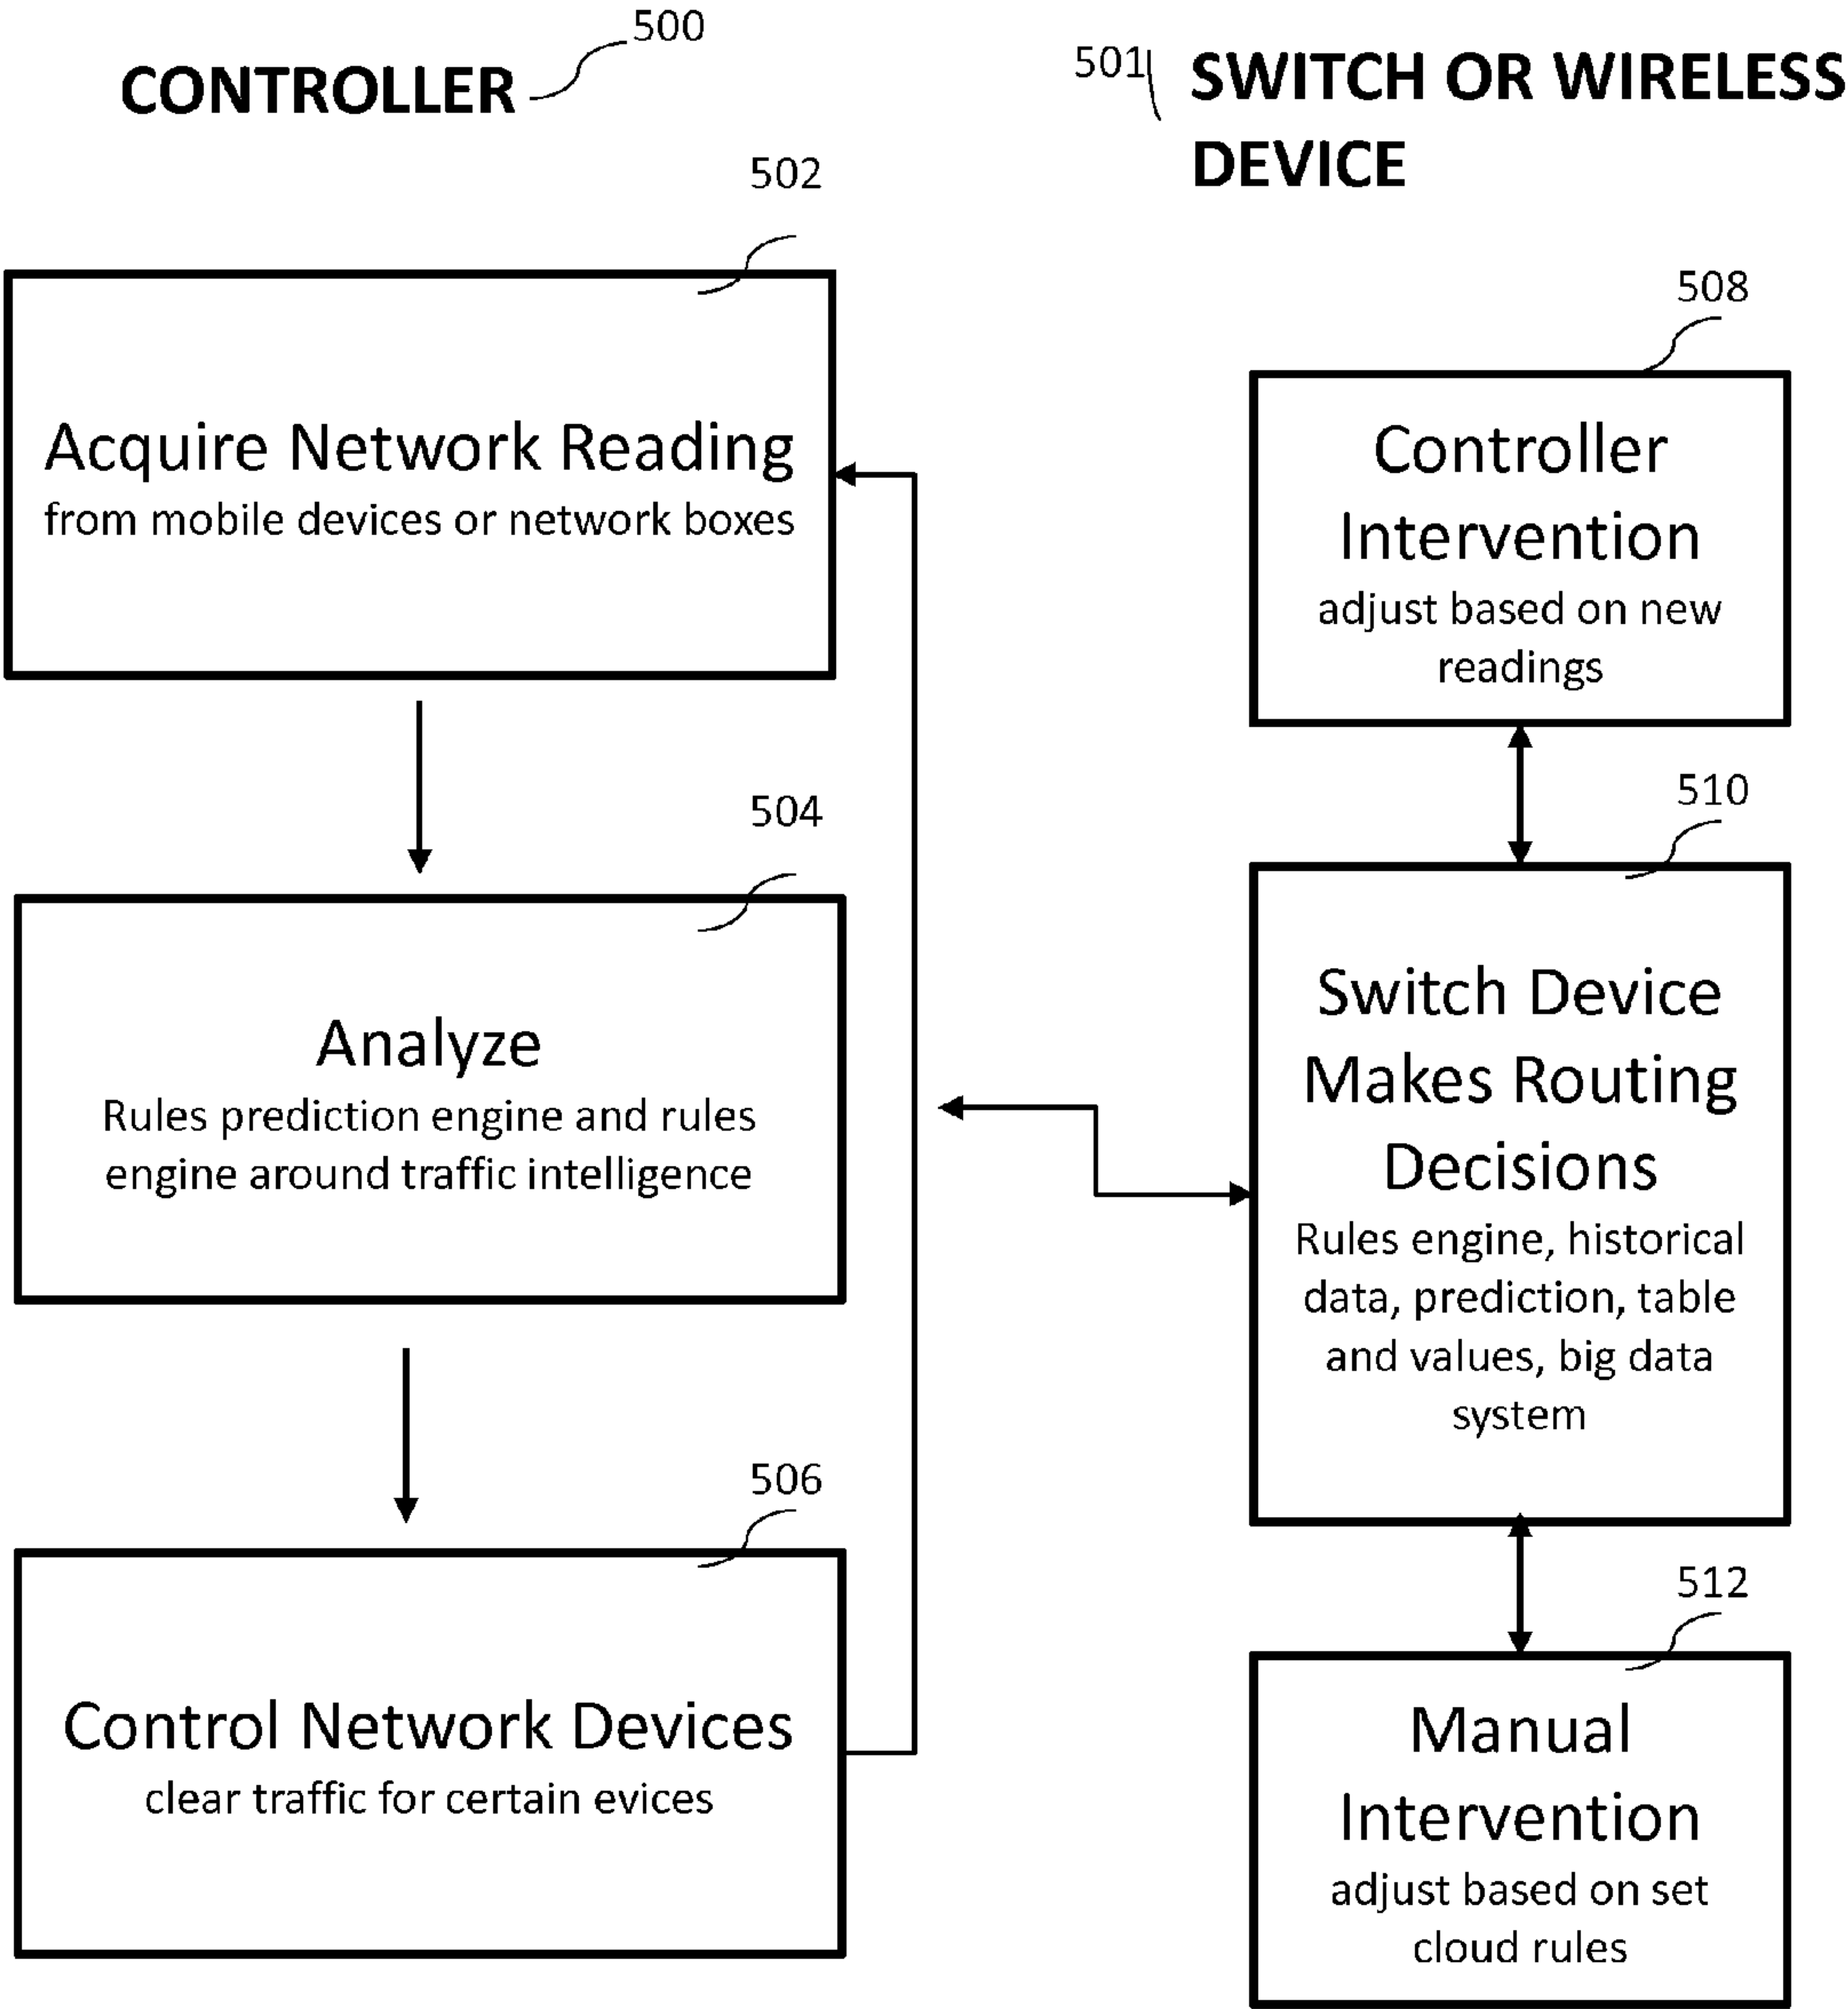 500
CONTROLLER
501
SWITCH OR WIRELESS
DEVICE
502
Acquire Network Reading
from mobile devices or network boxes
504
Analyze
Rules prediction engine and rules
engine around traffic intelligence
506
Control Network Devices
clear traffic for certain evices
508
Controller
Intervention
adjust based on new
readings
510
Switch Device
Makes Routing
Decisions
Rules engine, historical
data, prediction, table
and values, big data
system
512
Manual
Intervention
adjust based on set
cloud rules